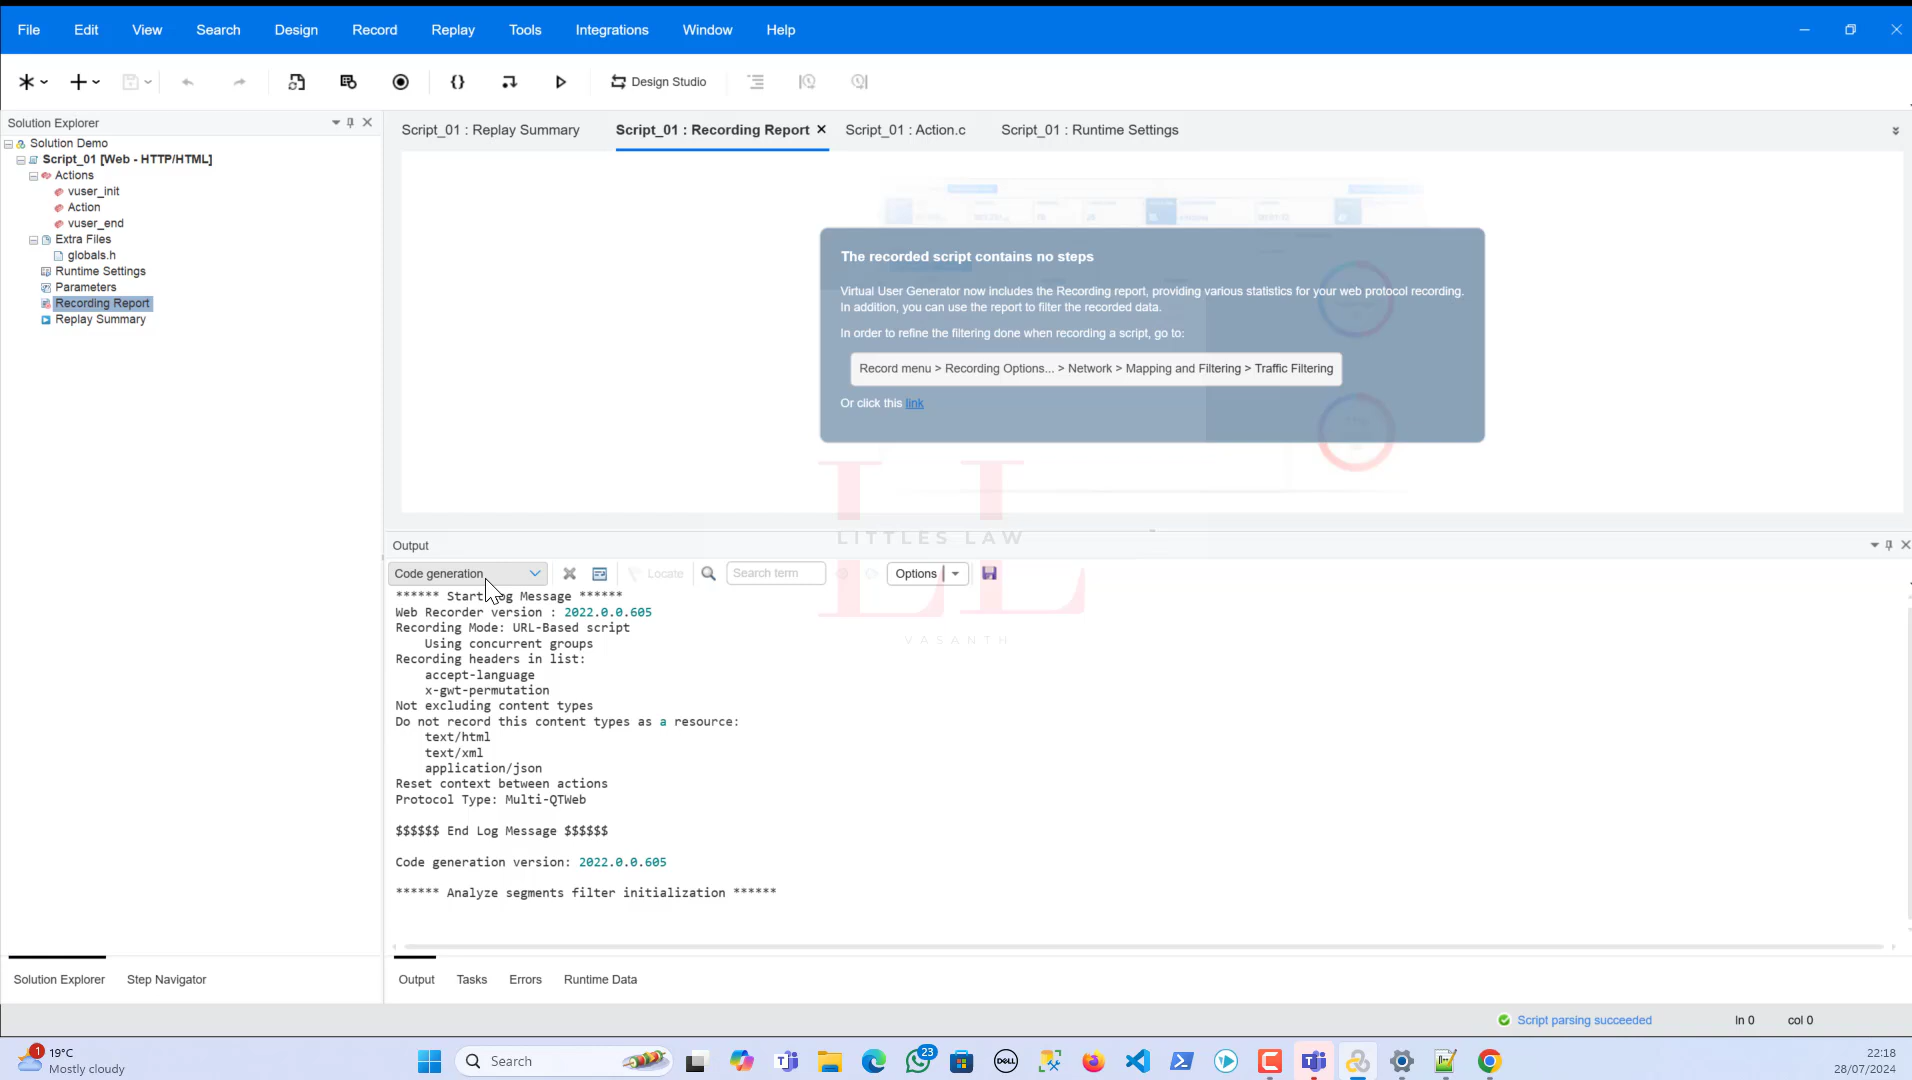 File Edit View Search Design Record Replay Tools Integrations Window Help
Design Studio
Solution Explorer
Solution Demo
Script_01 [Web - HTTP/HTML]
Actions
vuser_init
Action
vuser_end
Extra Files
globals.h
Runtime Settings
Parameters
Recording Report
Replay Summary
Script_01 : Replay Summary Script_01 : Recording Report Script_01 : Action.c Script_01 : Runtime Settings
The recorded script contains no steps
Virtual User Generator now includes the Recording report, providing various statistics for your web protocol recording.
In addition, you can use the report to filter the recorded data.
In order to refine the filtering done when recording a script, go to:
Record menu > Recording Options... > Network > Mapping and Filtering > Traffic Filtering
Or click this link
LL
LITTLES LAW
LL
VASANTH
Output
Code generation Locate Search term Options
****** Start Log Message ******
Web Recorder version : 2022.0.0.605
Recording Mode: URL-Based script
Using concurrent groups
Recording headers in list:
accept-language
x-gwt-permutation
Not excluding content types
Do not record this content types as a resource:
text/html
text/xml
application/json
Reset context between actions
Protocol Type: Multi-QTWeb
$$$$$$ End Log Message $$$$$$
Code generation version: 2022.0.0.605
****** Analyze segments filter initialization ******
Solution Explorer Step Navigator
Output Tasks Errors Runtime Data
Script parsing succeeded ln 0 col 0
1 19°C
Mostly cloudy
Search
23
DELL
22:18
28/07/2024